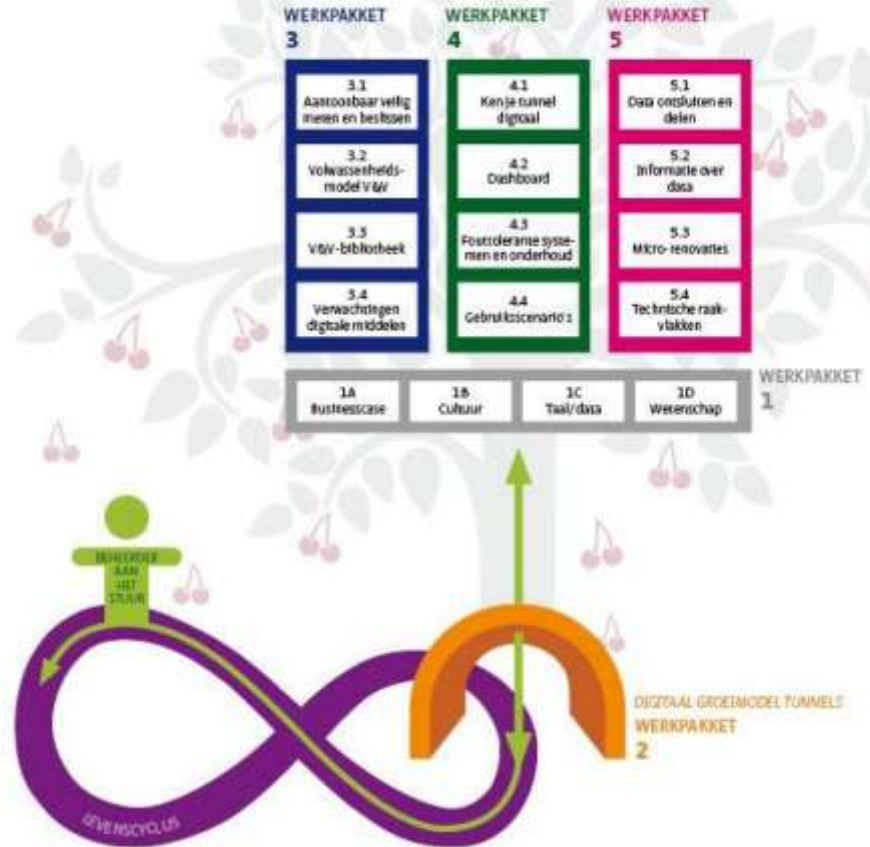 WERKPAKKET
3
WERKPAKKET
4
WERKPAKKET
5
3.1
Aantoonbaar veilig
meten en beslissen
3.2
Volwassenheids-
model V&W
3.3
V&V-bibliotheek
3.4
Verwachtingen
digitale middelen
4.1
Ken je tunnel
digitaal
4.2
Dashboard
4.3
Fouttolerante syste-
men en onderhoud
4.4
Gebruiksscenario's
5.1
Data ontsluiten en
delen
5.2
Informatie over
data
5.3
Micro-renovaties
5.4
Technische raak-
vlakken
1A
Businesscase
1B
Cultuur
1C
Taal/data
1D
Wetenschap
WERKPAKKET
1
BEHEERDER
AAN
HET
STUUR
DIGITAAL GROEIMODEL TUNNELS
WERKPAKKET
2
LEVENSCYCLUS